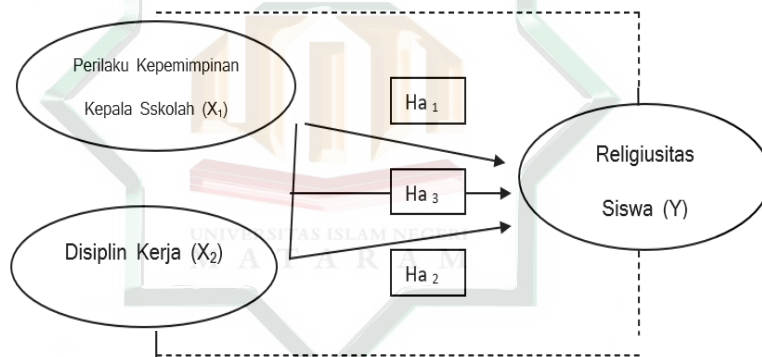 Perilaku Kepemimpinan
Kepala Sskolah (X₁)
Ha ₁
Religiusitas
Siswa (Y)
Ha ₃
UNIVERSITAS ISLAM NEGERI
MATARAM
Disiplin Kerja (X₂)
Ha ₂